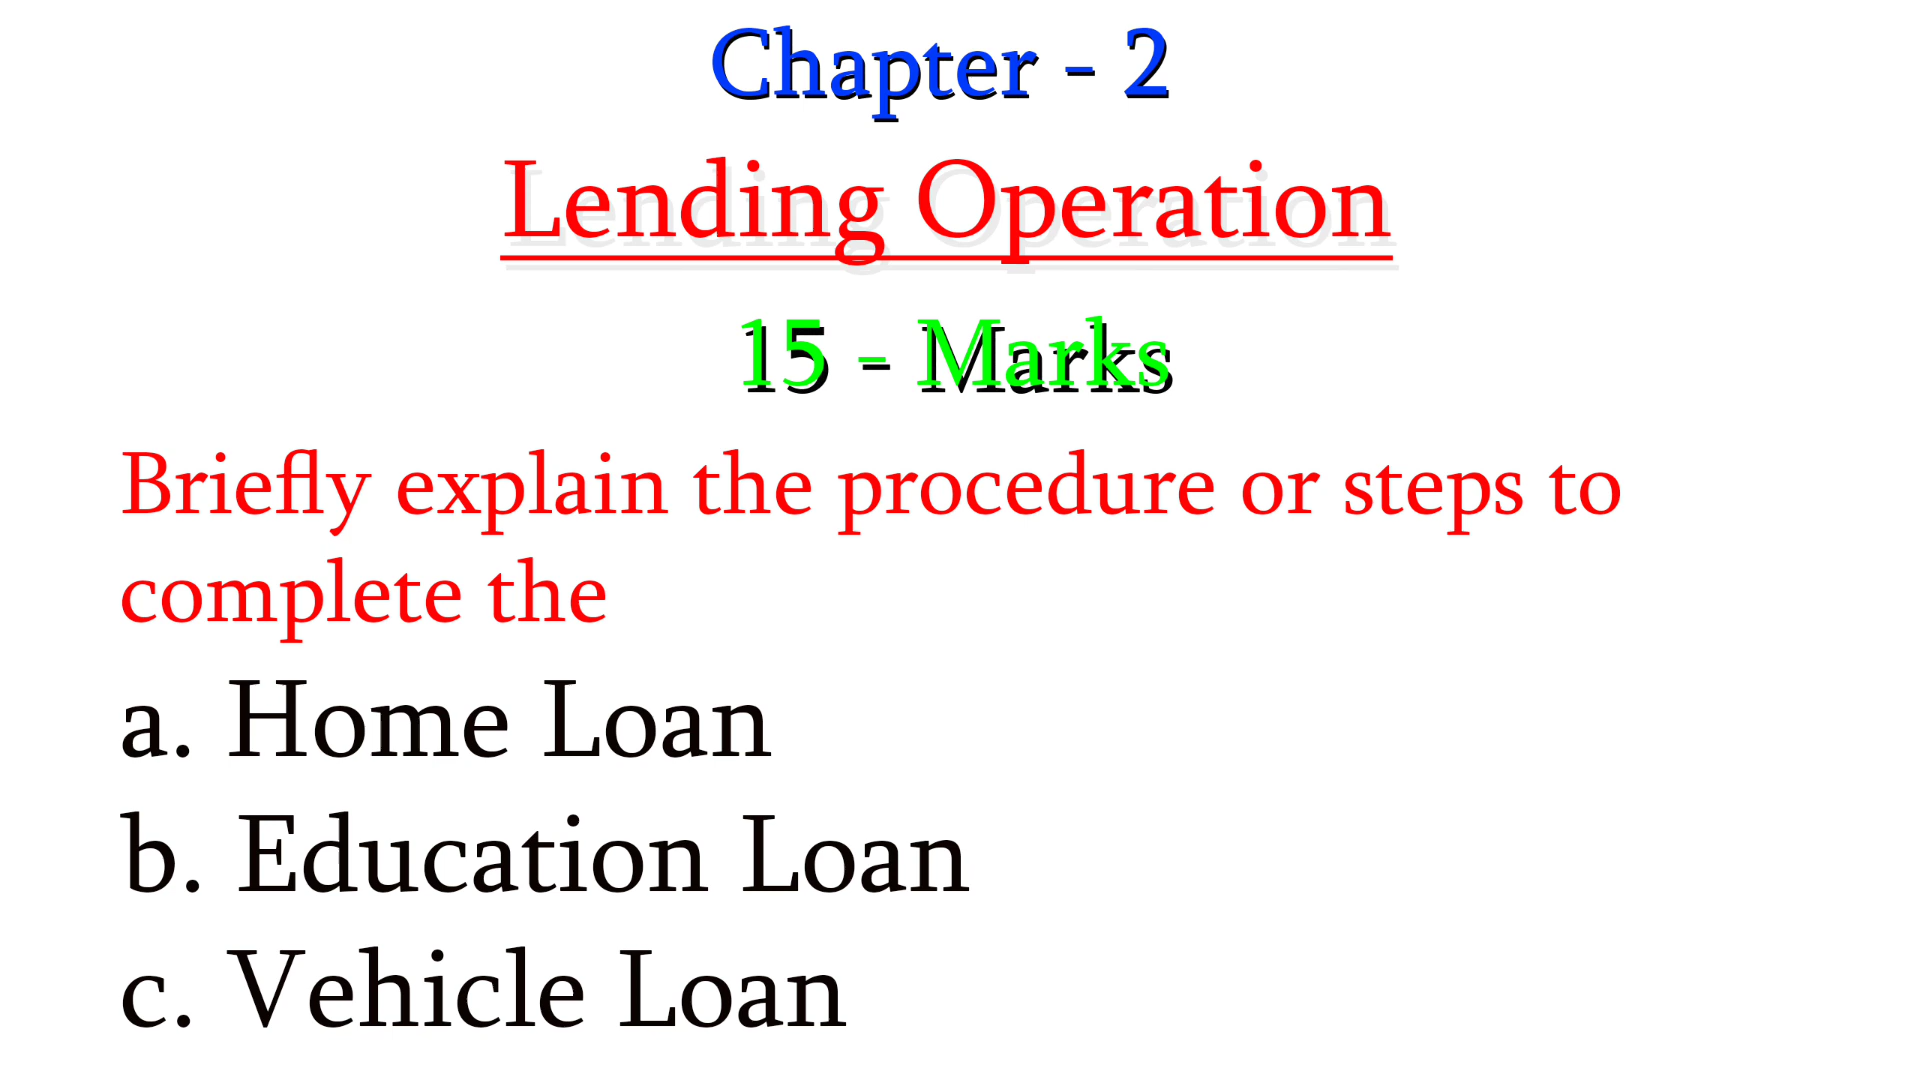 Chapter - 2
Lending Operation
15 - Marks
Briefly explain the procedure or steps to
complete the
a. Home Loan
b. Education Loan
c. Vehicle Loan